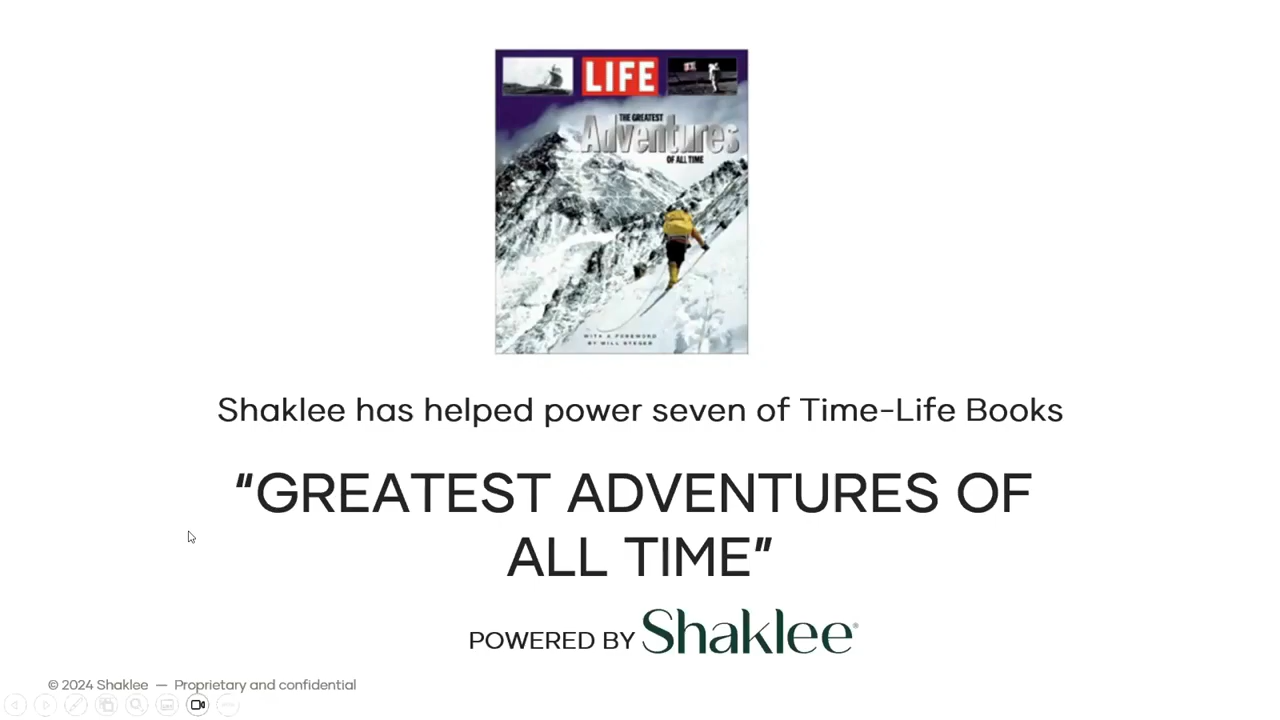 LIFE
THE GREATEST
Adventures
OF ALL TIME
WITH A FOREWORD
BY WILL STEGER
Shaklee has helped power seven of Time-Life Books
“GREATEST ADVENTURES OF
ALL TIME”
POWERED BY Shaklee®
© 2024 Shaklee — Proprietary and confidential